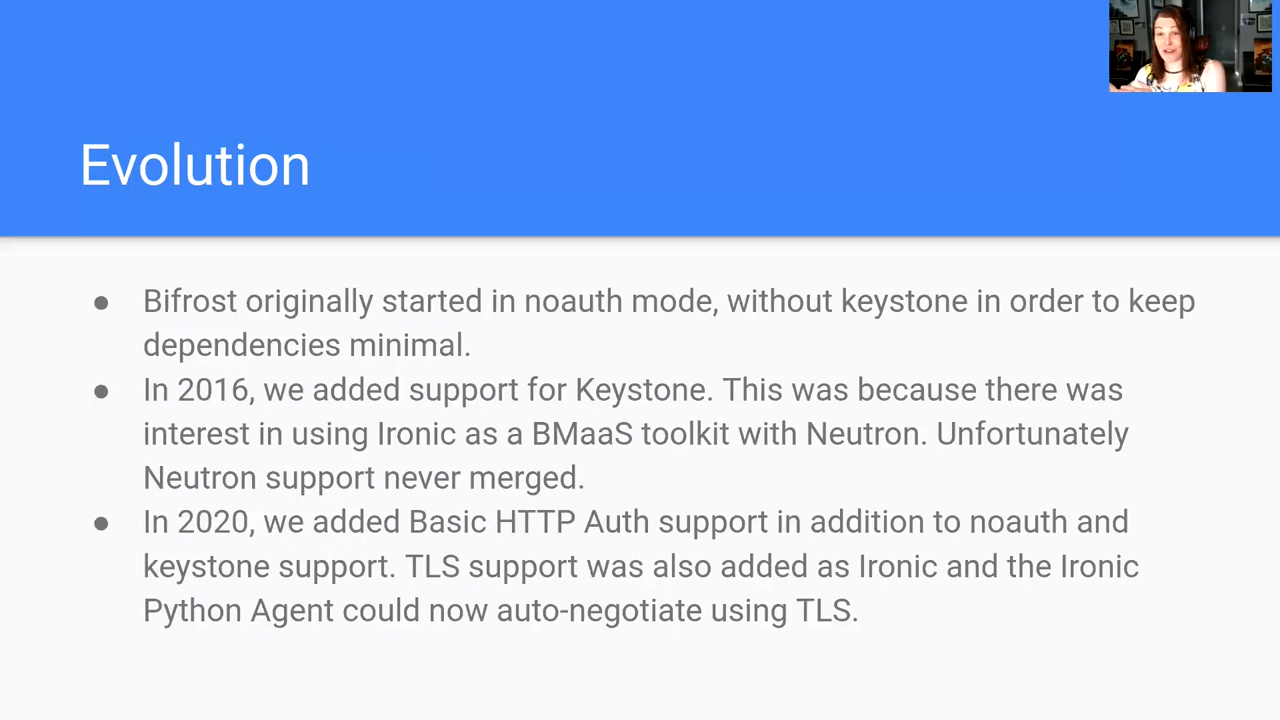 Evolution
● Bifrost originally started in noauth mode, without keystone in order to keep
dependencies minimal.
● In 2016, we added support for Keystone. This was because there was
interest in using Ironic as a BMaaS toolkit with Neutron. Unfortunately
Neutron support never merged.
● In 2020, we added Basic HTTP Auth support in addition to noauth and
keystone support. TLS support was also added as Ironic and the Ironic
Python Agent could now auto-negotiate using TLS.